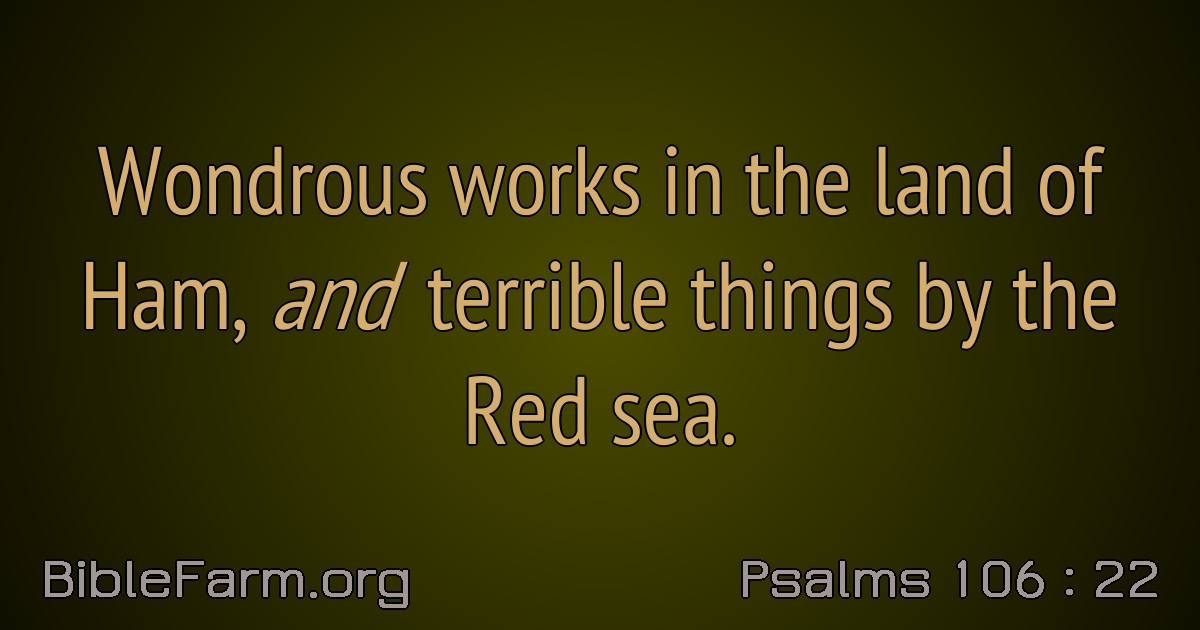 Wondrous works in the land of
Ham, and terrible things by the
Red sea.
BibleFarm.org
Psalms 106 : 22